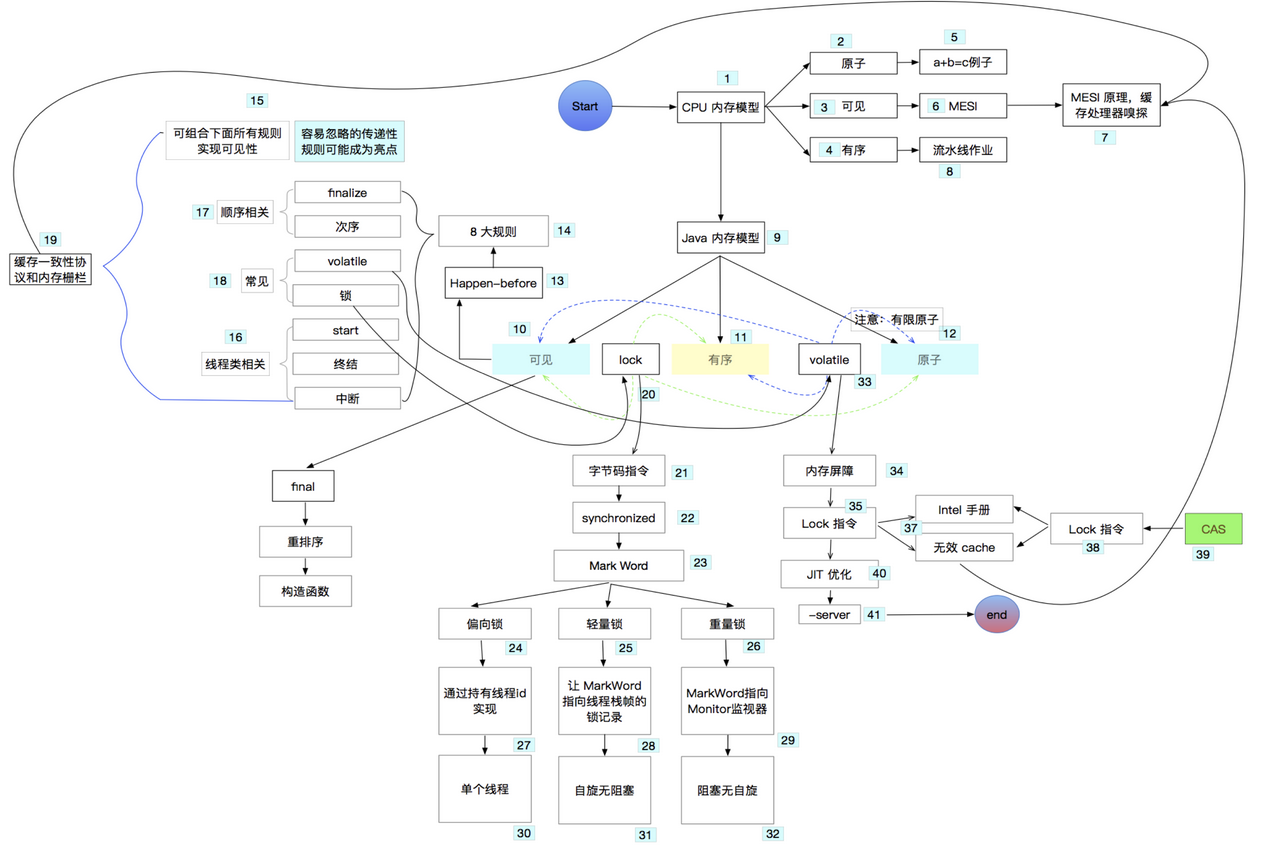 2
5
原子
a+b=c例子
1
Start
CPU 内存模型
3
可见
6
MESI
MESI 原理，缓
存处理器嗅探
7
4
有序
流水线作业
8
15
可组合下面所有规则
实现可见性
容易忽略的传递性
规则可能成为亮点
17
顺序相关
finalize
次序
19
缓存一致性协
议和内存栅栏
18
常见
volatile
锁
16
线程类相关
start
终结
中断
8 大规则
14
Happen-before
13
Java 内存模型
9
10
可见
lock
20
11
有序
volatile
33
注意：有限原子
12
原子
final
重排序
构造函数
字节码指令
21
synchronized
22
Mark Word
23
偏向锁
24
轻量锁
25
重量锁
26
通过持有线程id
实现
27
让 MarkWord
指向线程栈帧的
锁记录
28
MarkWord指向
Monitor监视器
29
单个线程
30
自旋无阻塞
31
阻塞无自旋
32
内存屏障
34
35
Lock 指令
37
Intel 手册
无效 cache
Lock 指令
38
CAS
39
JIT 优化
40
-server
41
end